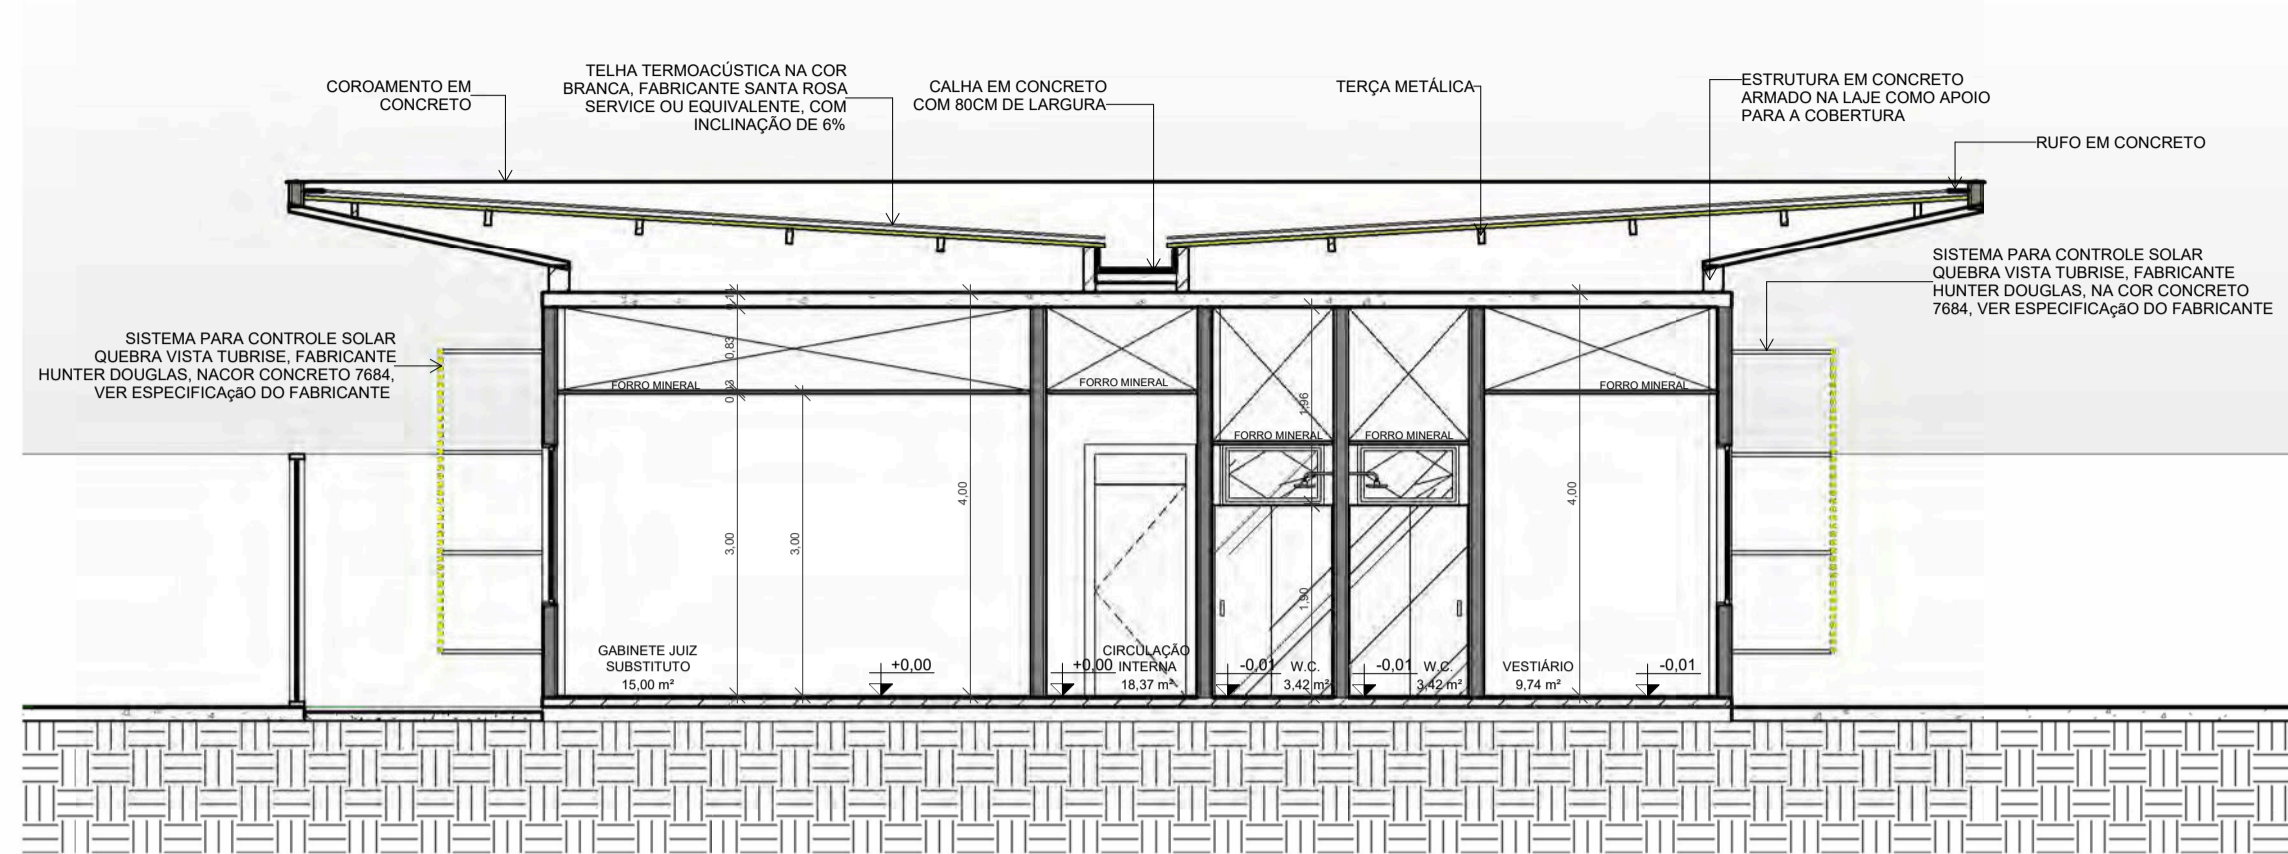 COROAMENTO EM
CONCRETO
TELHA TERMOACÚSTICA NA COR
BRANCA, FABRICANTE SANTA ROSA
SERVICE OU EQUIVALENTE, COM
INCLINAÇÃO DE 6%
CALHA EM CONCRETO
COM 80CM DE LARGURA
TERÇA METÁLICA
ESTRUTURA EM CONCRETO
ARMADO NA LAJE COMO APOIO
PARA A COBERTURA
RUFO EM CONCRETO
SISTEMA PARA CONTROLE SOLAR
QUEBRA VISTA TUBRISE, FABRICANTE
HUNTER DOUGLAS, NA COR CONCRETO
7684, VER ESPECIFICAçãO DO FABRICANTE
SISTEMA PARA CONTROLE SOLAR
QUEBRA VISTA TUBRISE, FABRICANTE
HUNTER DOUGLAS, NACOR CONCRETO 7684,
VER ESPECIFICAçãO DO FABRICANTE
0,83
FORRO MINERAL
FORRO MINERAL
FORRO MINERAL
1,96
FORRO MINERAL
FORRO MINERAL
3,00
3,00
4,00
1,90
4,00
GABINETE JUIZ
SUBSTITUTO
15,00 m²
+0,00
+0,00
CIRCULAÇÃO
INTERNA
18,37 m²
-0,01
W.C.
3,42 m²
-0,01
W.C.
3,42 m²
VESTIÁRIO
9,74 m²
-0,01